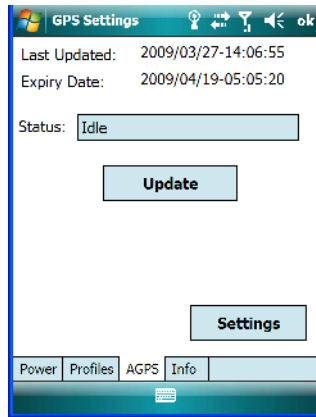 GPS Settings ok
Last Updated: 2009/03/27-14:06:55
Expiry Date: 2009/04/19-05:05:20
Status: Idle
Update
Settings
Power Profiles AGPS Info